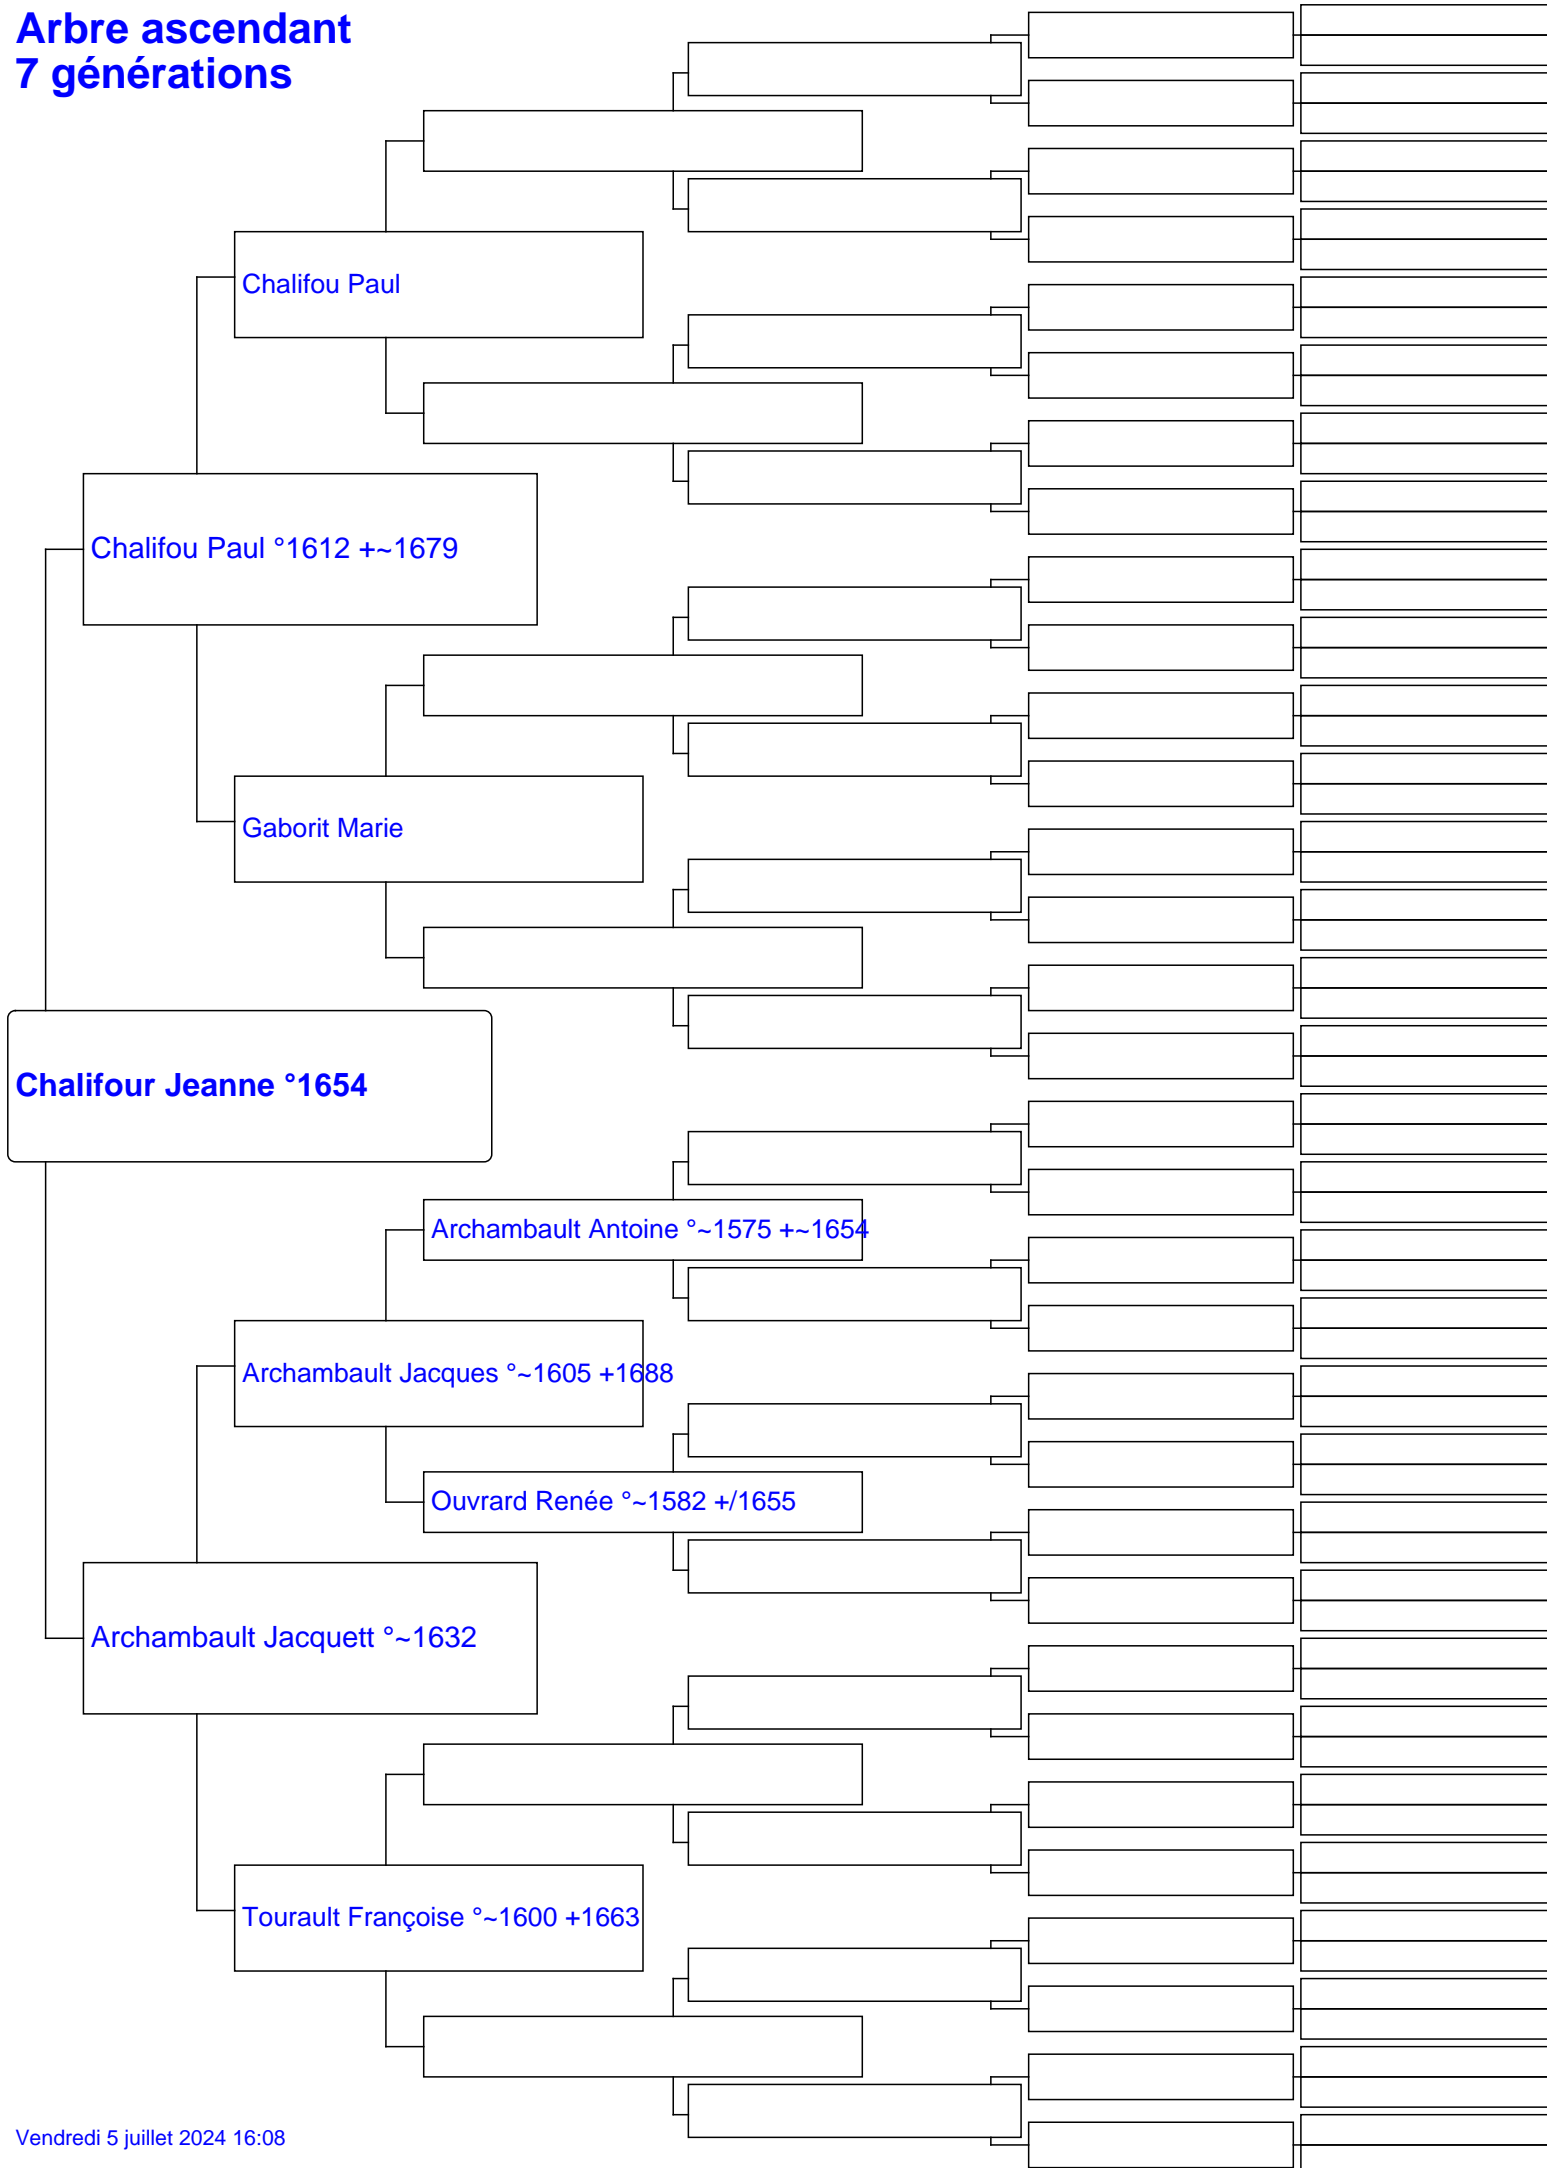 Arbre ascendant
7 générations
Chalifou Paul
Chalifou Paul °1612 +~1679
Gaborit Marie
Chalifour Jeanne °1654
Archambault Antoine °~1575 +~1654
Archambault Jacques °~1605 +1688
Ouvrard Renée °~1582 +/1655
Archambault Jacquett °~1632
Tourault Françoise °~1600 +1663
Vendredi 5 juillet 2024 16:08